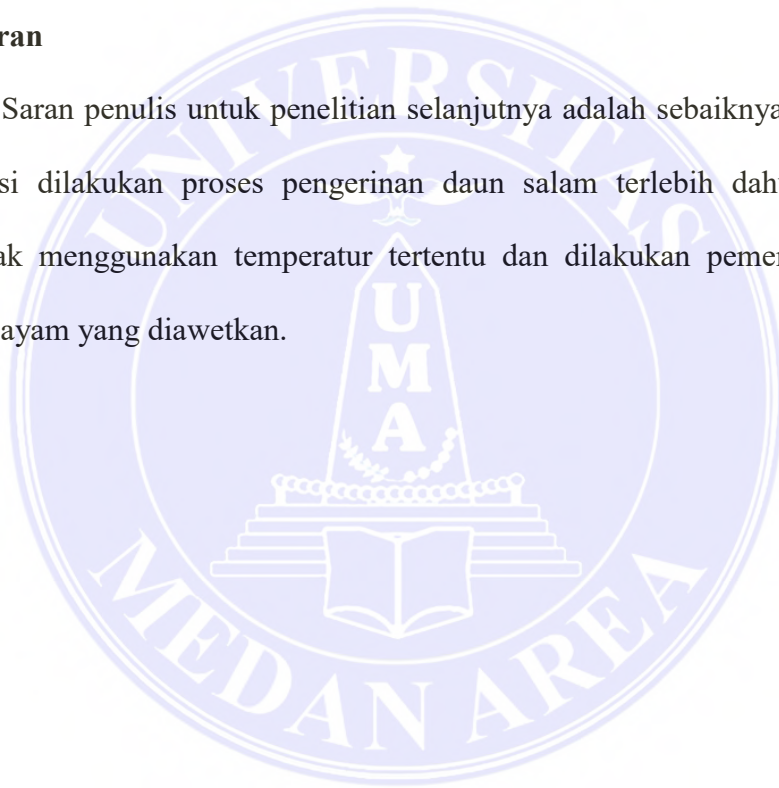 ran
Saran penulis untuk penelitian selanjutnya adalah sebaiknya
si dilakukan proses pengerinan daun salam terlebih dah
ak menggunakan temperatur tertentu dan dilakukan pemer
ayam yang diawetkan.
UNIVERSITAS
U
M
A
MEDAN AREA